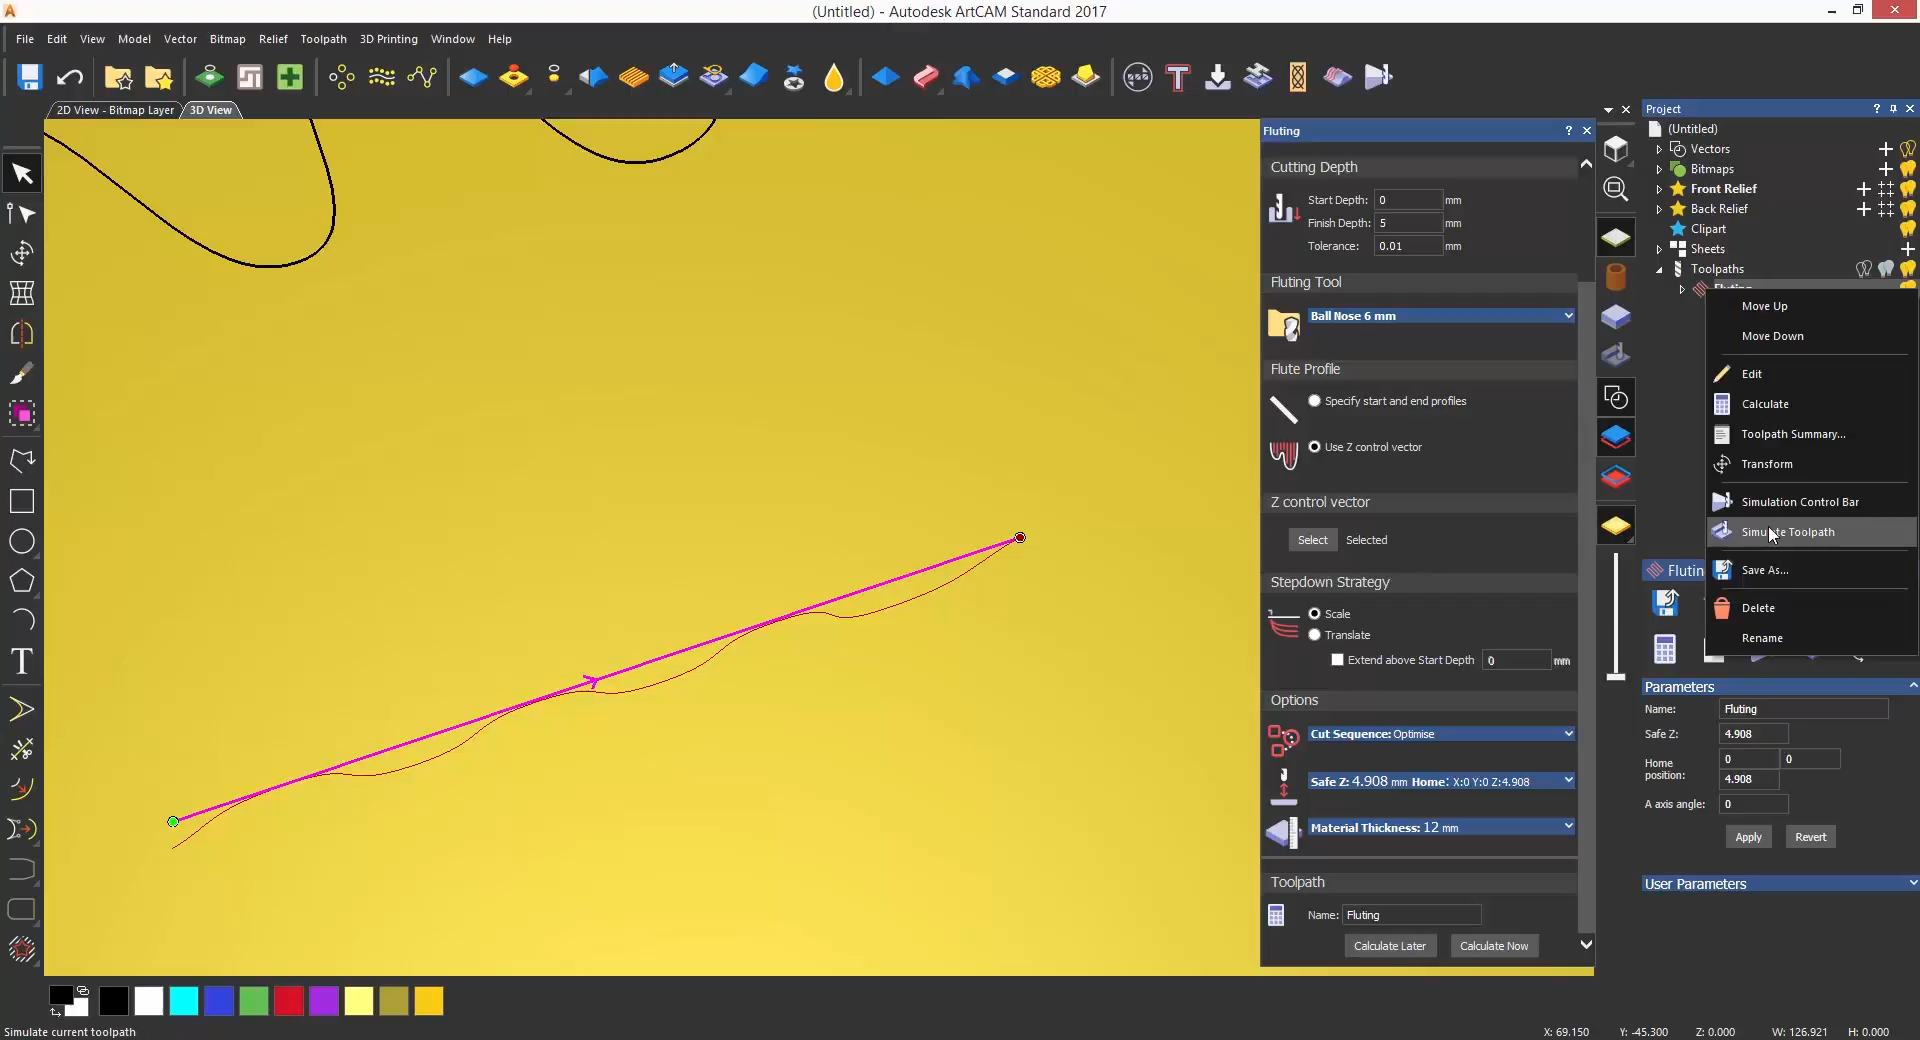 (Untitled) - Autodesk ArtCAM Standard 2017
File Edit View Model Vector Bitmap Relief Toolpath 3D Printing Window Help
2D View - Bitmap Layer
3D View
Fluting
Cutting Depth
Start Depth: 0 mm
Finish Depth: 5 mm
Tolerance: 0.01 mm
Fluting Tool
Ball Nose 6 mm
Flute Profile
Specify start and end profiles
Use Z control vector
Z control vector
Select Selected
Stepdown Strategy
Scale
Translate
Extend above Start Depth 0 mm
Options
Cut Sequence: Optimise
Safe Z: 4.908 mm Home: X:0 Y:0 Z:4.908
Material Thickness: 12 mm
Toolpath
Name: Fluting
Calculate Later Calculate Now
Project
(Untitled)
Vectors
Bitmaps
Front Relief
Back Relief
Clipart
Sheets
Toolpaths
Fluting
Move Up
Move Down
Edit
Calculate
Toolpath Summary...
Transform
Simulation Control Bar
Simulate Toolpath
Save As...
Delete
Rename
Parameters
Name: Fluting
Safe Z: 4.908
Home position: 0 0
4.908
A axis angle: 0
Apply Revert
User Parameters
Simulate current toolpath
X: 69.150 Y: -45.300 Z: 0.000 W: 126.921 H: 0.000